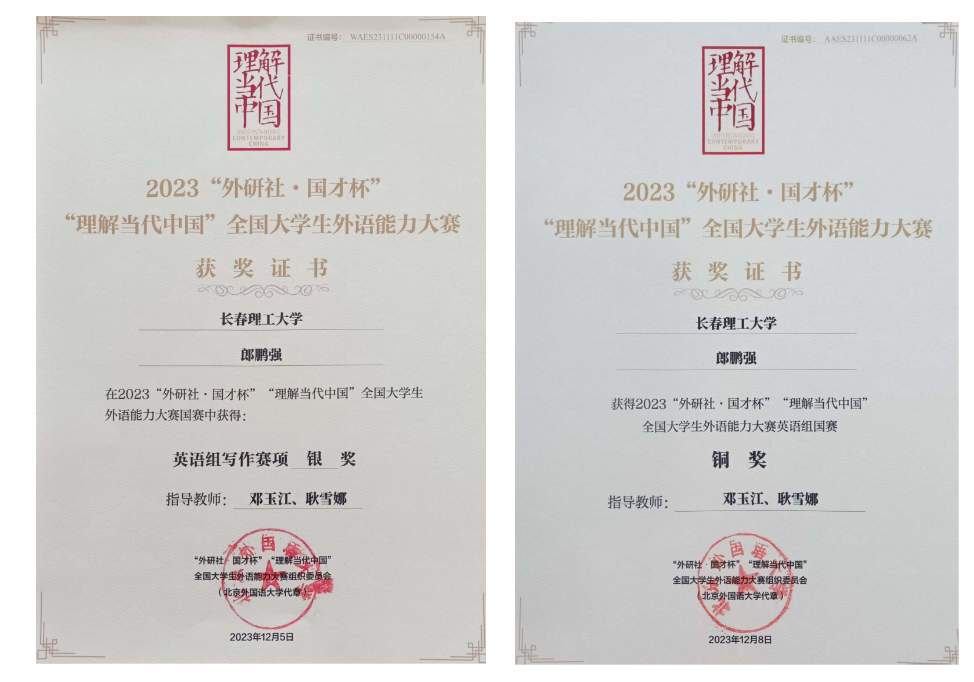 证书编号： WAES231111C00000154A
理解
当代
中国
UNDERSTANDING
CONTEMPORARY
CHINA
2023“外研社·国才杯”
“理解当代中国”全国大学生外语能力大赛
获奖证书
长春理工大学
郎鹏强
在2023“外研社·国才杯”“理解当代中国”全国大学生
外语能力大赛国赛中获得：
英语组写作赛项 银 奖
指导教师： 邓玉江、耿雪娜
“外研社·国才杯”“理解当代中国”
全国大学生外语能力大赛组织委员会
（北京外国语大学代章）
2023年12月5日
证书编号： AAES231111C00000062A
理解
当代
中国
UNDERSTANDING
CONTEMPORARY
CHINA
2023“外研社·国才杯”
“理解当代中国”全国大学生外语能力大赛
获奖证书
长春理工大学
郎鹏强
获得2023“外研社·国才杯”“理解当代中国”
全国大学生外语能力大赛英语组国赛
铜 奖
指导教师： 邓玉江、耿雪娜
“外研社·国才杯”“理解当代中国”
全国大学生外语能力大赛组织委员会
（北京外国语大学代章）
2023年12月8日